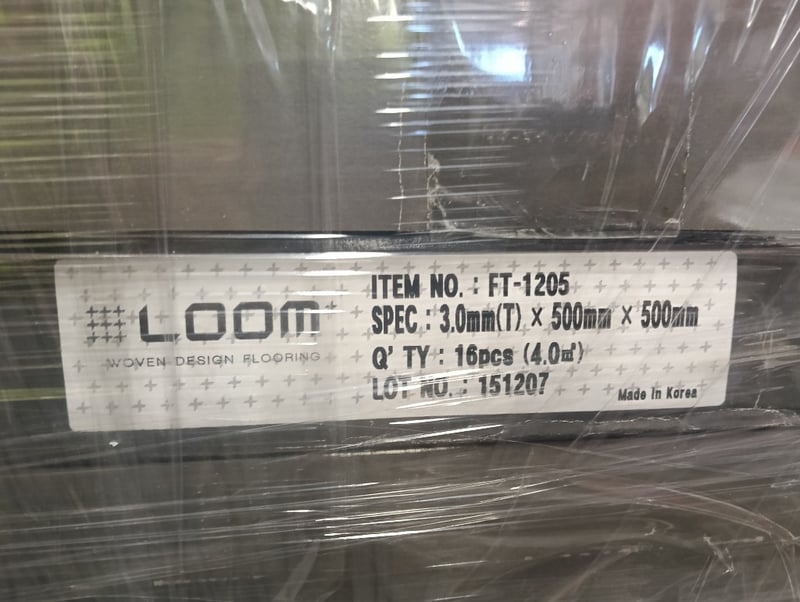 LOOM+
WOVEN DESIGN FLOORING
ITEM NO. : FT-1205
SPEC : 3.0mm(T) × 500mm × 500mm
Q' TY : 16pcs (4.0㎡)
LOT NO. : 151207
Made in Korea